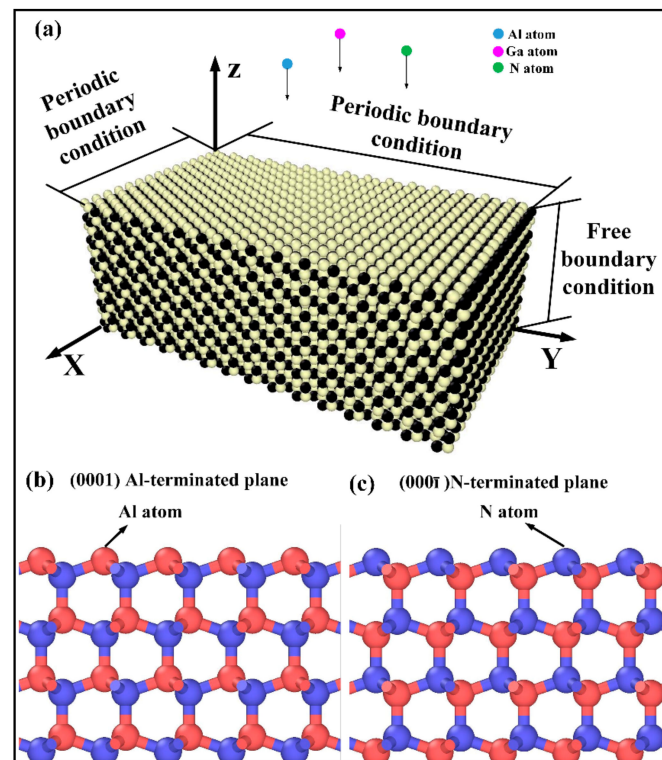 (a)
Al atom
Ga atom
N atom
z
Periodic
boundary
condition
Periodic boundary
condition
Free
boundary
condition
X
Y
(b) (0001) Al-terminated plane
Al atom
(c) (0001̄ )N-terminated plane
N atom